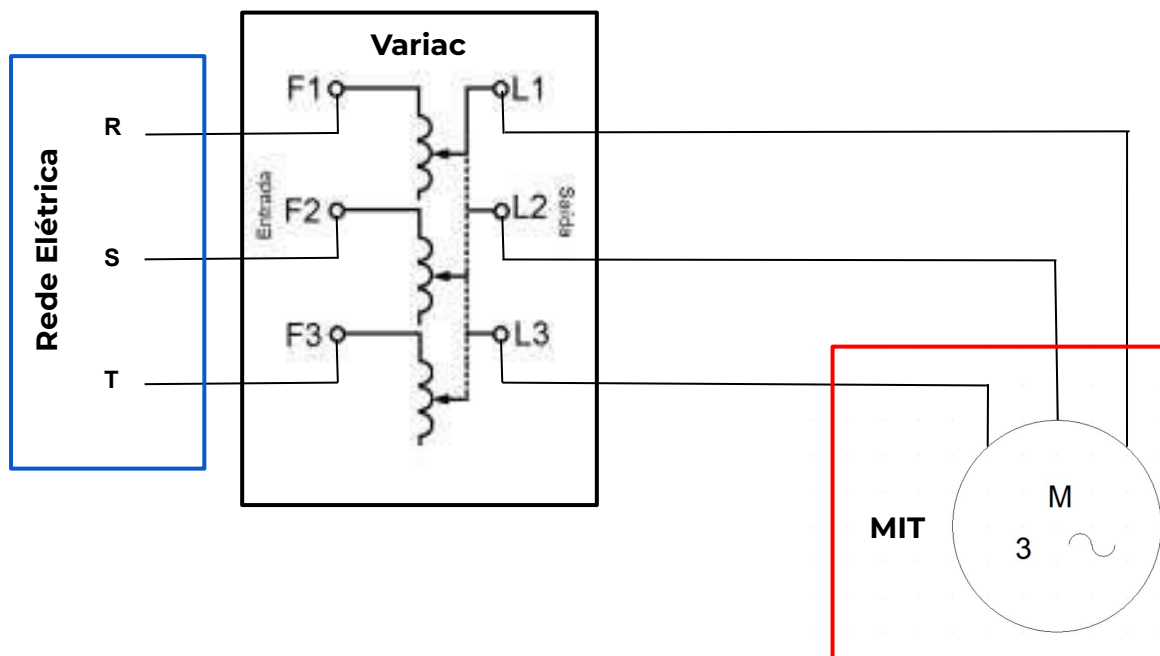 Variac
Rede Elétrica
R
S
T
Entrada
F1
F2
F3
L1
L2
L3
Saída
MIT
M
3